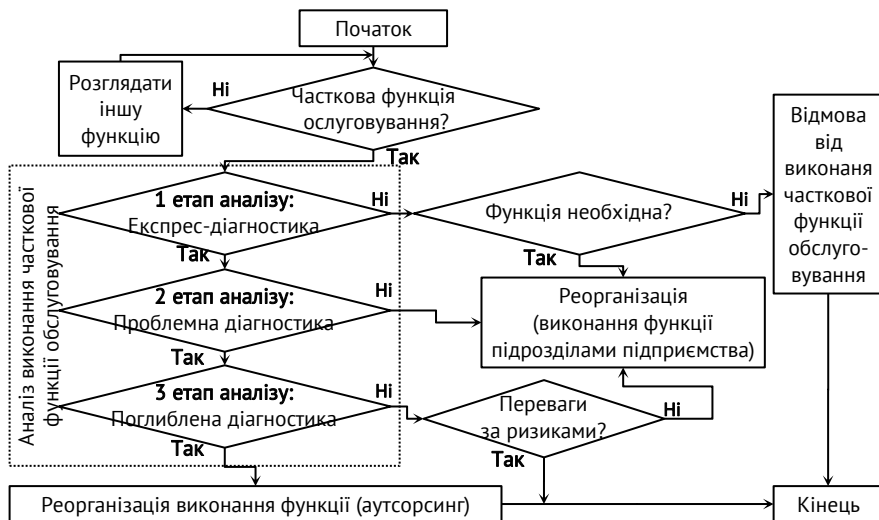 Початок
Розглядати
іншу
функцію
Ні
Часткова функція
ослуговування?
Так
Відмова
від
виконаня
часткової
функції
обслуго-
вування
Аналіз виконання часткової
функції обслуговування
1 етап аналізу:
Експрес-діагностика
Ні
Так
Функція необхідна?
Ні
Так
2 етап аналізу:
Проблемна діагностика
Ні
Так
Реорганізація
(виконання функції
підрозділами підприємства)
3 етап аналізу:
Поглиблена діагностика
Ні
Так
Переваги
за ризиками?
Ні
Так
Реорганізація виконання функції (аутсорсинг)
Кінець